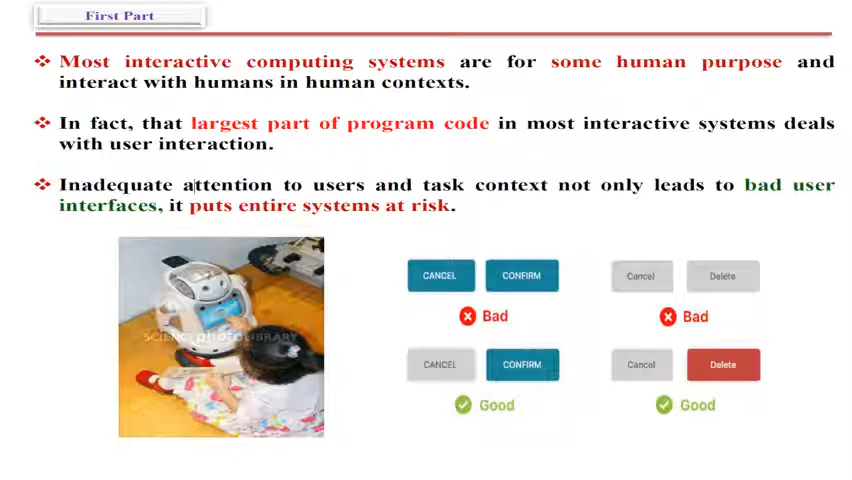 First Part
❖ Most interactive computing systems are for some human purpose and
interact with humans in human contexts.
❖ In fact, that largest part of program code in most interactive systems deals
with user interaction.
❖ Inadequate attention to users and task context not only leads to bad user
interfaces, it puts entire systems at risk.
SCIENCEPHOTOLIBRARY
CANCEL CONFIRM
Bad
CANCEL CONFIRM
Good
Cancel Delete
Bad
Cancel Delete
Good